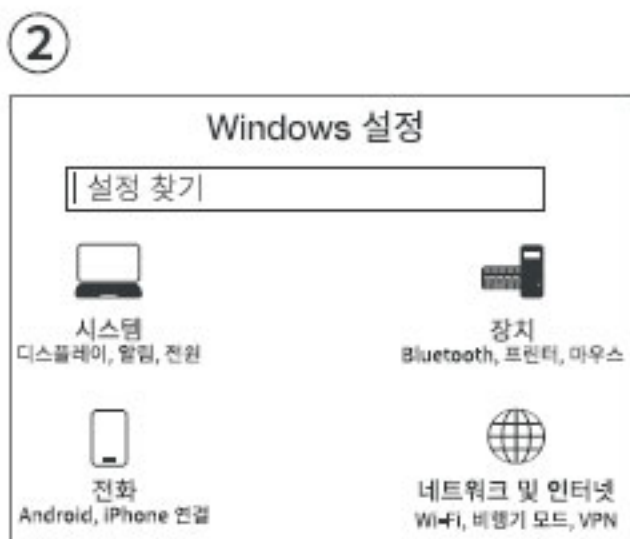 ②
Windows 설정
설정 찾기
시스템
디스플레이, 알림, 전원
장치
Bluetooth, 프린터, 마우스
전화
Android, iPhone 연결
네트워크 및 인터넷
Wi-Fi, 비행기 모드, VPN